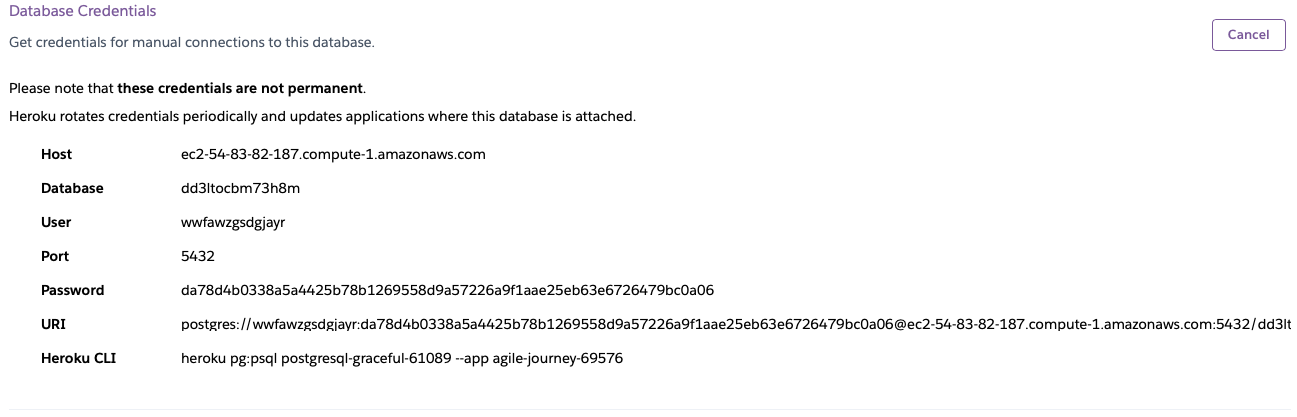 Database Credentials
Get credentials for manual connections to this database.
Cancel
Please note that these credentials are not permanent.
Heroku rotates credentials periodically and updates applications where this database is attached.
Host ec2-54-83-82-187.compute-1.amazonaws.com
Database dd3ltocbm73h8m
User wwfawzgsdgjayr
Port 5432
Password da78d4b0338a5a4425b78b1269558d9a57226a9f1aae25eb63e6726479bc0a06
URI postgres://wwfawzgsdgjayr:da78d4b0338a5a4425b78b1269558d9a57226a9f1aae25eb63e6726479bc0a06@ec2-54-83-82-187.compute-1.amazonaws.com:5432/dd3lt
Heroku CLI heroku pg:psql postgresql-graceful-61089 --app agile-journey-69576